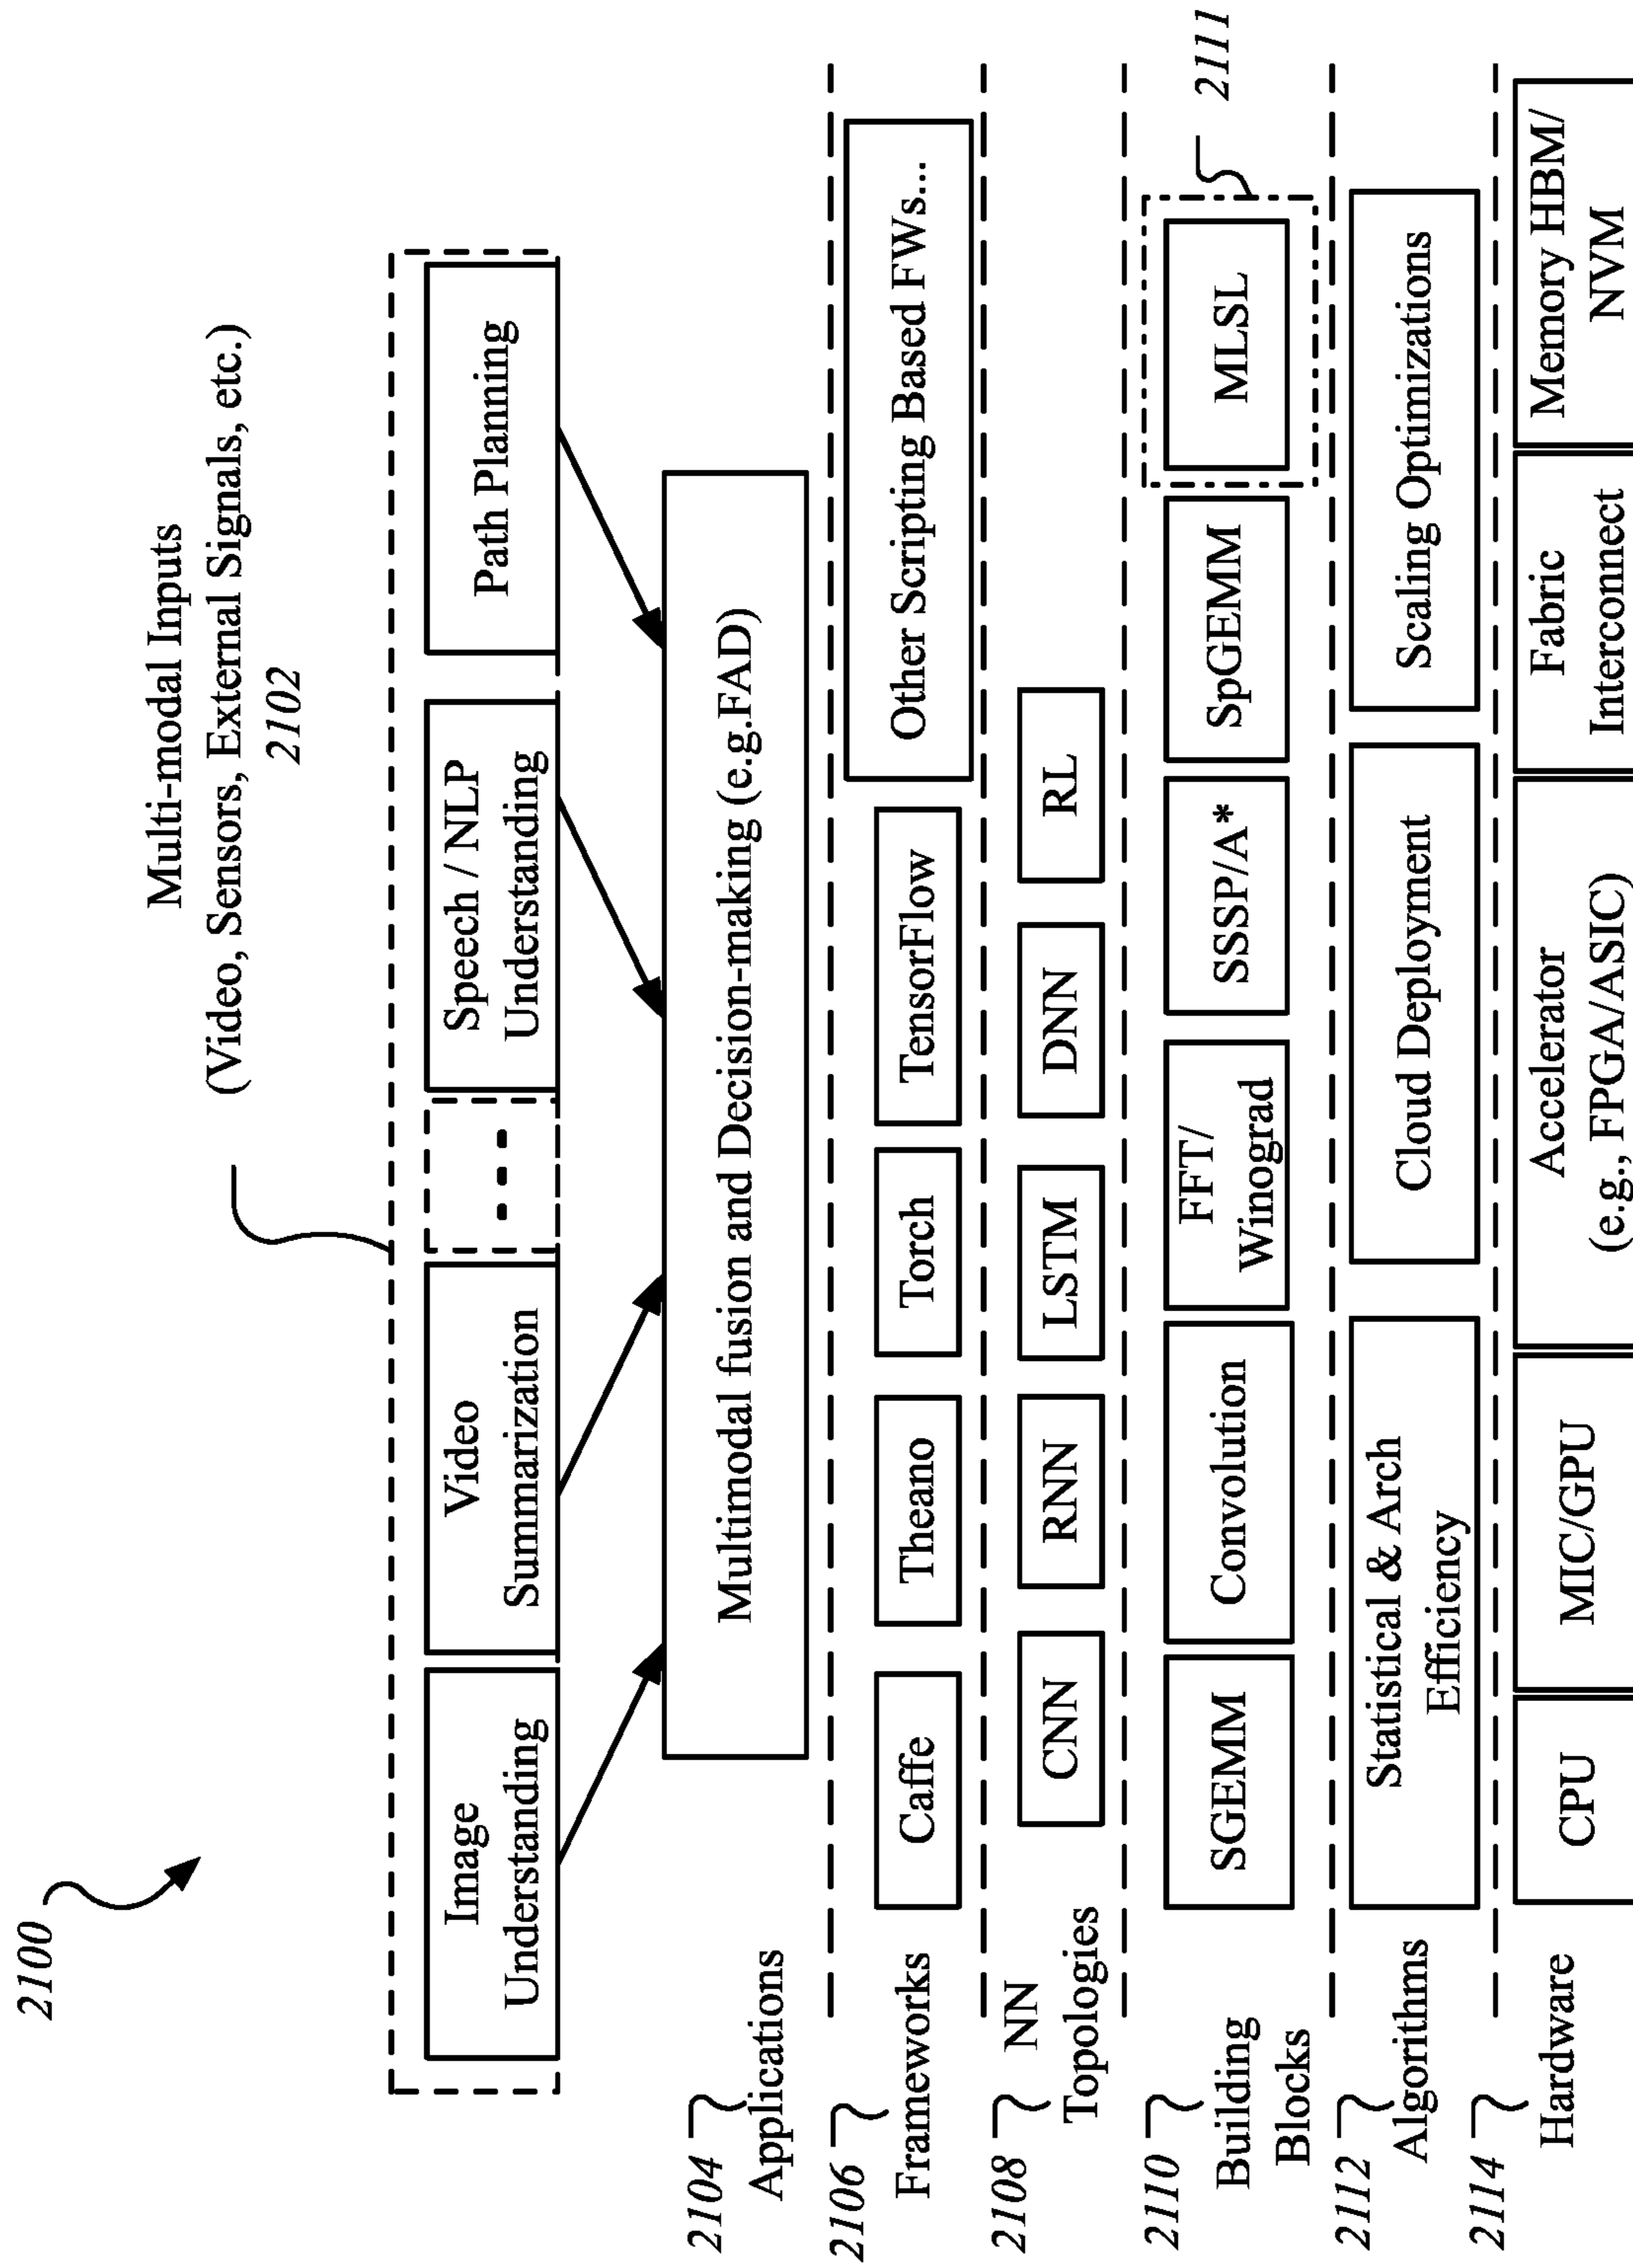 2100
Multi-modal Inputs
(Video, Sensors, External Signals, etc.)
2102
Image
Understanding
Video
Summarization
...
Speech / NLP
Understanding
Path Planning
2104
Applications
Multimodal fusion and Decision-making (e.g.FAD)
2106
Frameworks
Caffe
Theano
Torch
TensorFlow
Other Scripting Based FWs...
2108
NN
Topologies
CNN
RNN
LSTM
DNN
RL
2110
Building
Blocks
SGEMM
Convolution
FFT/
Winograd
SSSP/A*
SpGEMM
MLSL
2111
2112
Algorithms
Statistical & Arch
Efficiency
Cloud Deployment
Scaling Optimizations
2114
Hardware
CPU
MIC/GPU
Accelerator
(e.g., FPGA/ASIC)
Fabric
Interconnect
Memory HBM/
NVM